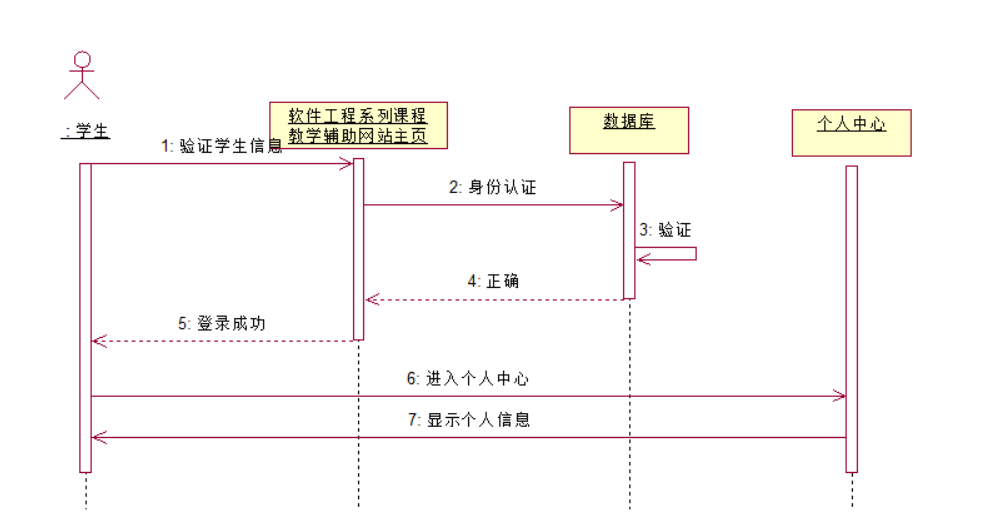 : 学生
软件工程系列课程
教学辅助网站主页
数据库
个人中心
1: 验证学生信息
2: 身份认证
3: 验证
4: 正确
5: 登录成功
6: 进入个人中心
7: 显示个人信息